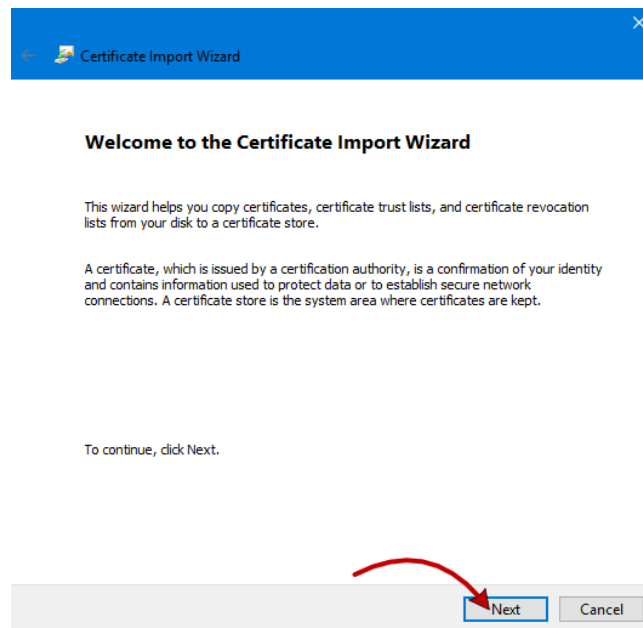 Certificate Import Wizard
Welcome to the Certificate Import Wizard
This wizard helps you copy certificates, certificate trust lists, and certificate revocation
lists from your disk to a certificate store.
A certificate, which is issued by a certification authority, is a confirmation of your identity
and contains information used to protect data or to establish secure network
connections. A certificate store is the system area where certificates are kept.
To continue, click Next.
Next Cancel